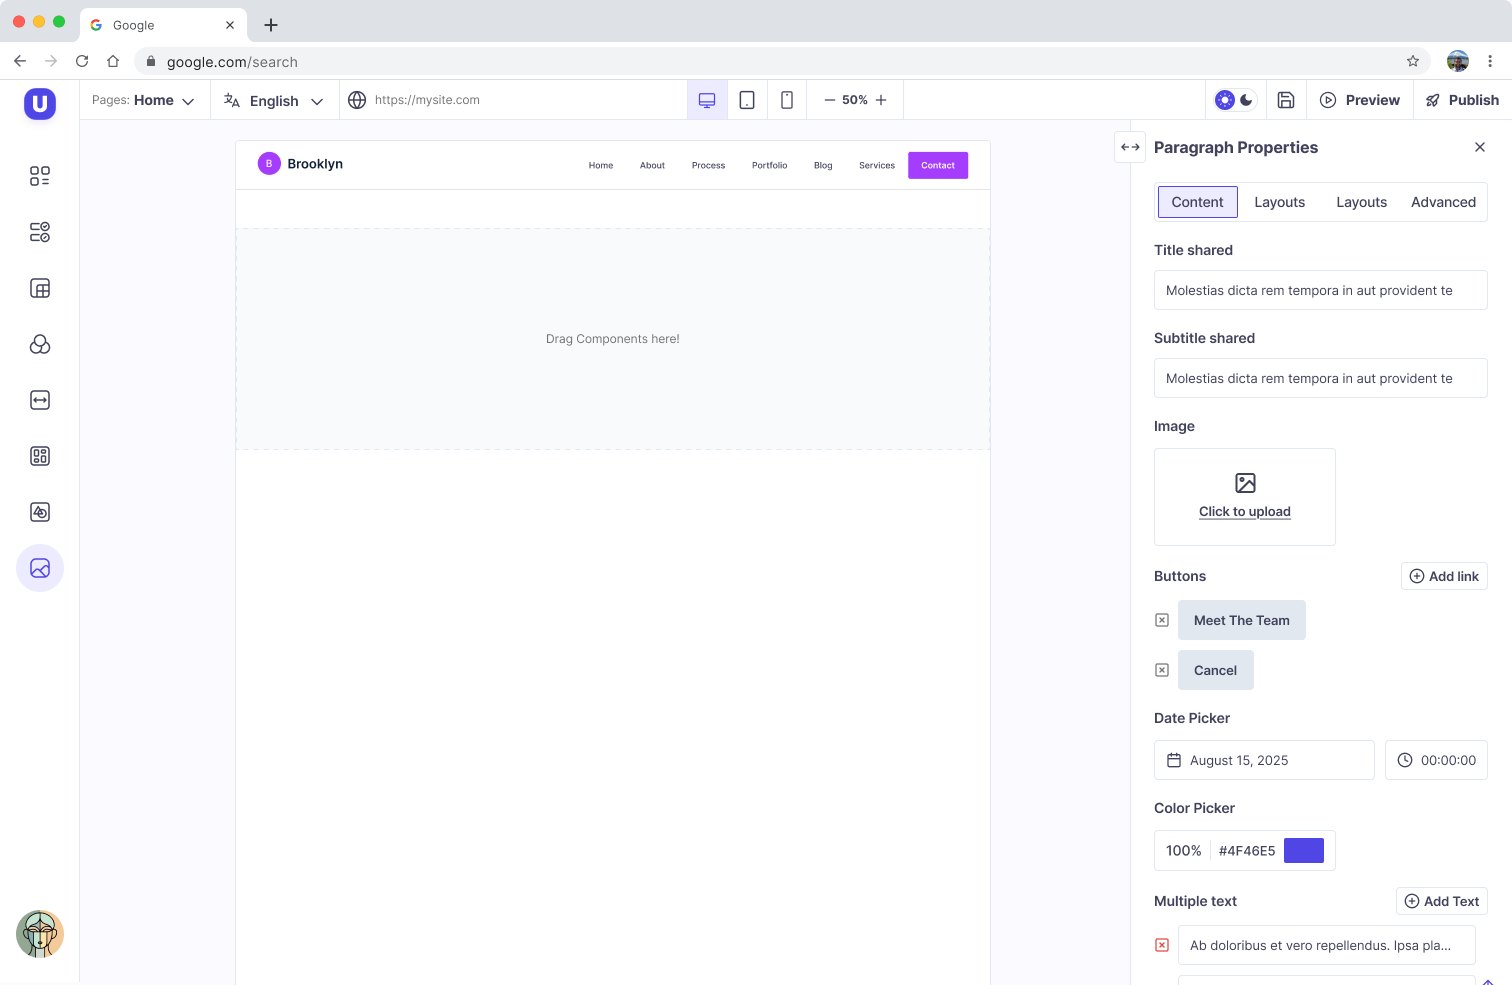 Google
google.com/search
U
Pages: Home
English
https://mysite.com
50%
Preview
Publish
B
Brooklyn
Home
About
Process
Portfolio
Blog
Services
Contact
Drag Components here!
Paragraph Properties
Content
Layouts
Layouts
Advanced
Title shared
Molestias dicta rem tempora in aut provident te
Subtitle shared
Molestias dicta rem tempora in aut provident te
Image
Click to upload
Buttons
Add link
Meet The Team
Cancel
Date Picker
August 15, 2025
00:00:00
Color Picker
100%
#4F46E5
Multiple text
Add Text
Ab doloribus et vero repellendus. Ipsa pla...